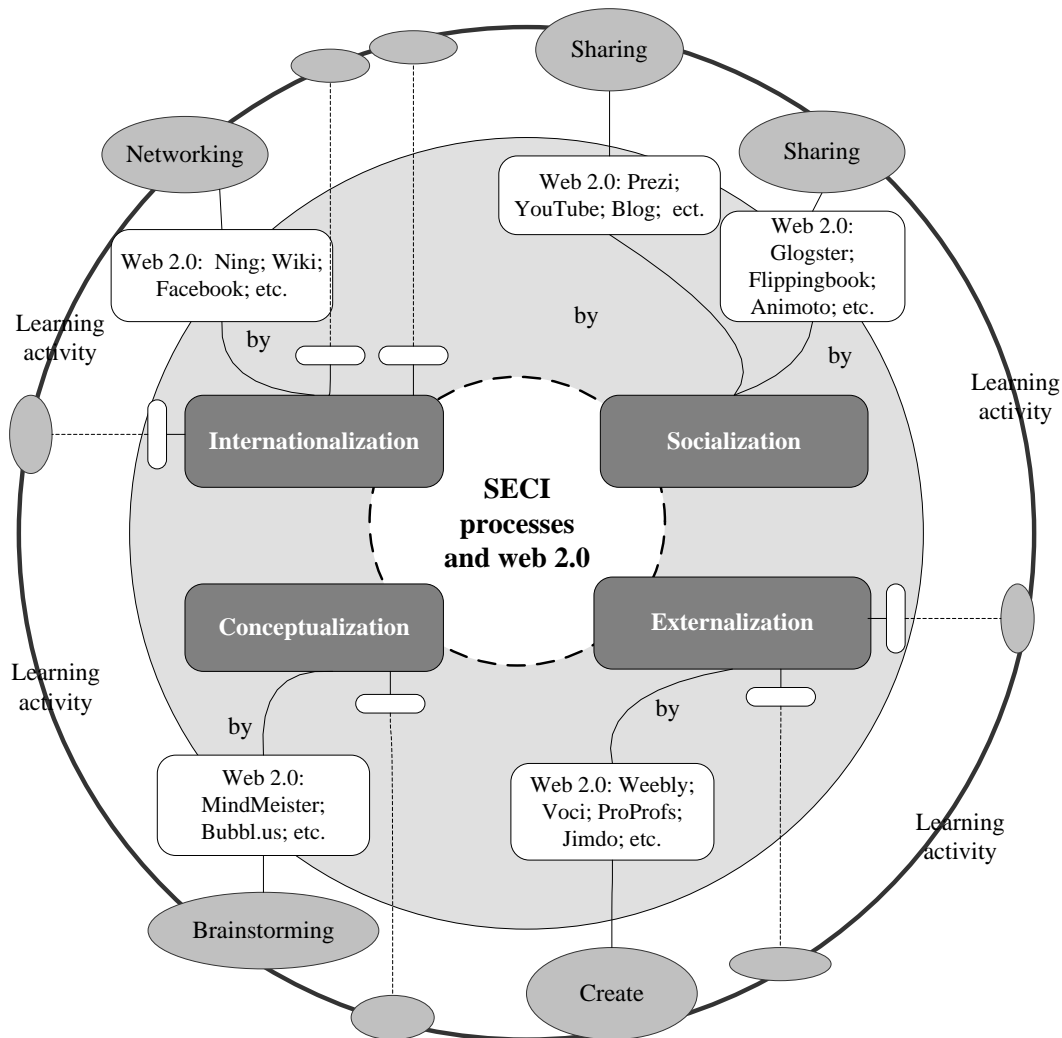 Sharing
Networking
Sharing
Web 2.0: Prezi;
YouTube; Blog; ect.
Web 2.0:
Glogster;
Flippingbook;
Animoto; etc.
Web 2.0: Ning; Wiki;
Facebook; etc.
Learning
activity
by
by
by
Learning
activity
Internationalization
Socialization
SECI
processes
and web 2.0
Conceptualization
Externalization
Learning
activity
by
by
Web 2.0:
MindMeister;
Bubbl.us; etc.
Web 2.0: Weebly;
Voci; ProProfs;
Jimdo; etc.
Learning
activity
Brainstorming
Create